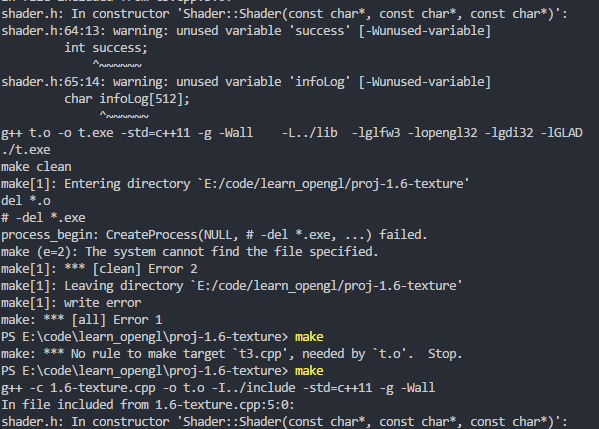 shader.h: In constructor 'Shader::Shader(const char*, const char*, const char*)':
shader.h:64:13: warning: unused variable 'success' [-Wunused-variable]
         int success;
             ^~~~~~~
shader.h:65:14: warning: unused variable 'infoLog' [-Wunused-variable]
         char infoLog[512];
              ^~~~~~~
g++ t.o -o t.exe -std=c++11 -g -Wall    -L../lib  -lglfw3 -lopengl32 -lgdi32 -lGLAD
./t.exe
make clean
make[1]: Entering directory `E:/code/learn_opengl/proj-1.6-texture'
del *.o
# -del *.exe
process_begin: CreateProcess(NULL, # -del *.exe, ...) failed.
make (e=2): The system cannot find the file specified.
make[1]: *** [clean] Error 2
make[1]: Leaving directory `E:/code/learn_opengl/proj-1.6-texture'
make[1]: write error
make: *** [all] Error 1
PS E:\code\learn_opengl\proj-1.6-texture> make
make: *** No rule to make target `t3.cpp', needed by `t.o'.  Stop.
PS E:\code\learn_opengl\proj-1.6-texture> make
g++ -c 1.6-texture.cpp -o t.o -I../include -std=c++11 -g -Wall
In file included from 1.6-texture.cpp:5:0:
shader.h: In constructor 'Shader::Shader(const char*, const char*, const char*)':